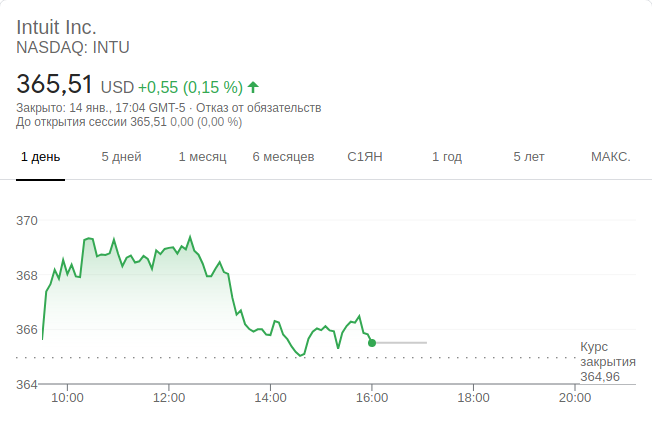 Intuit Inc.
NASDAQ: INTU
365,51 USD +0,55 (0,15 %)
Закрыто: 14 янв., 17:04 GMT-5 · Отказ от обязательств
До открытия сессии 365,51 0,00 (0,00 %)
1 день 5 дней 1 месяц 6 месяцев С1ЯН 1 год 5 лет МАКС.
370
368
366
Курс
закрытия
364,96
364
10:00 12:00 14:00 16:00 18:00 20:00